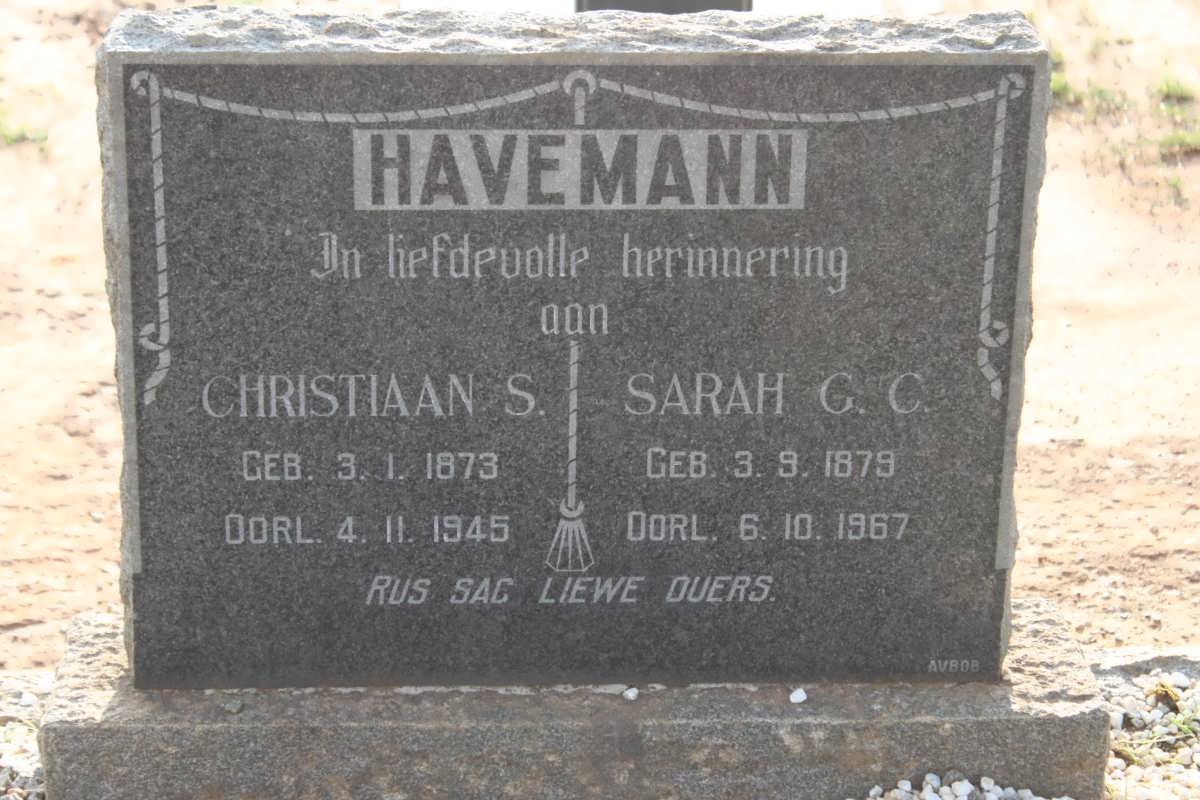 HAVEMANN
In liefdevolle herinnering
aan
CHRISTIAAN S. SARAH G. C.
GEB. 3. 1. 1873 GEB. 3. 9. 1879
OORL. 4. 11. 1945 OORL. 6. 10. 1967
RUS SAG LIEWE OUERS.
AVBOB